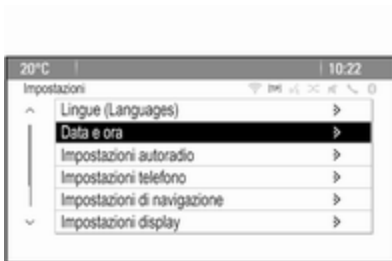 20°C 10:22
Impostazioni
Lingue (Languages)
Data e ora
Impostazioni autoradio
Impostazioni telefono
Impostazioni di navigazione
Impostazioni display